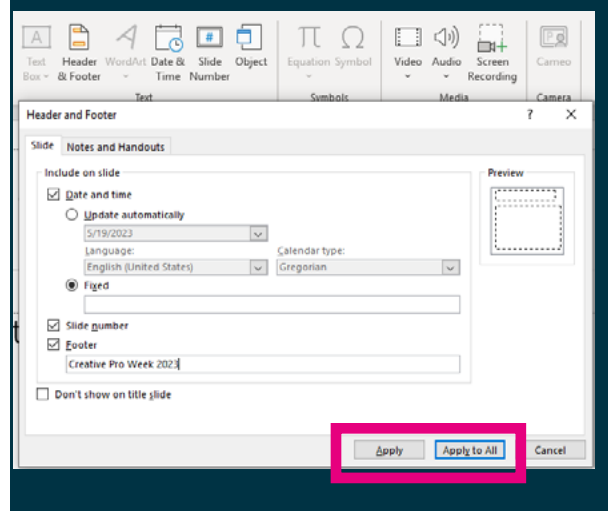 Text Box
Header & Footer
WordArt
Date & Time
Slide Number
Object
Equation
Symbol
Video
Audio
Screen Recording
Cameo
Text
Symbols
Media
Camera
Header and Footer ? X
Slide Notes and Handouts
Include on slide
Preview
Date and time
Update automatically
5/19/2023
Language: Calendar type:
English (United States) Gregorian
Fixed
Slide number
Footer
Creative Pro Week 2023
Don't show on title slide
Apply Apply to All Cancel